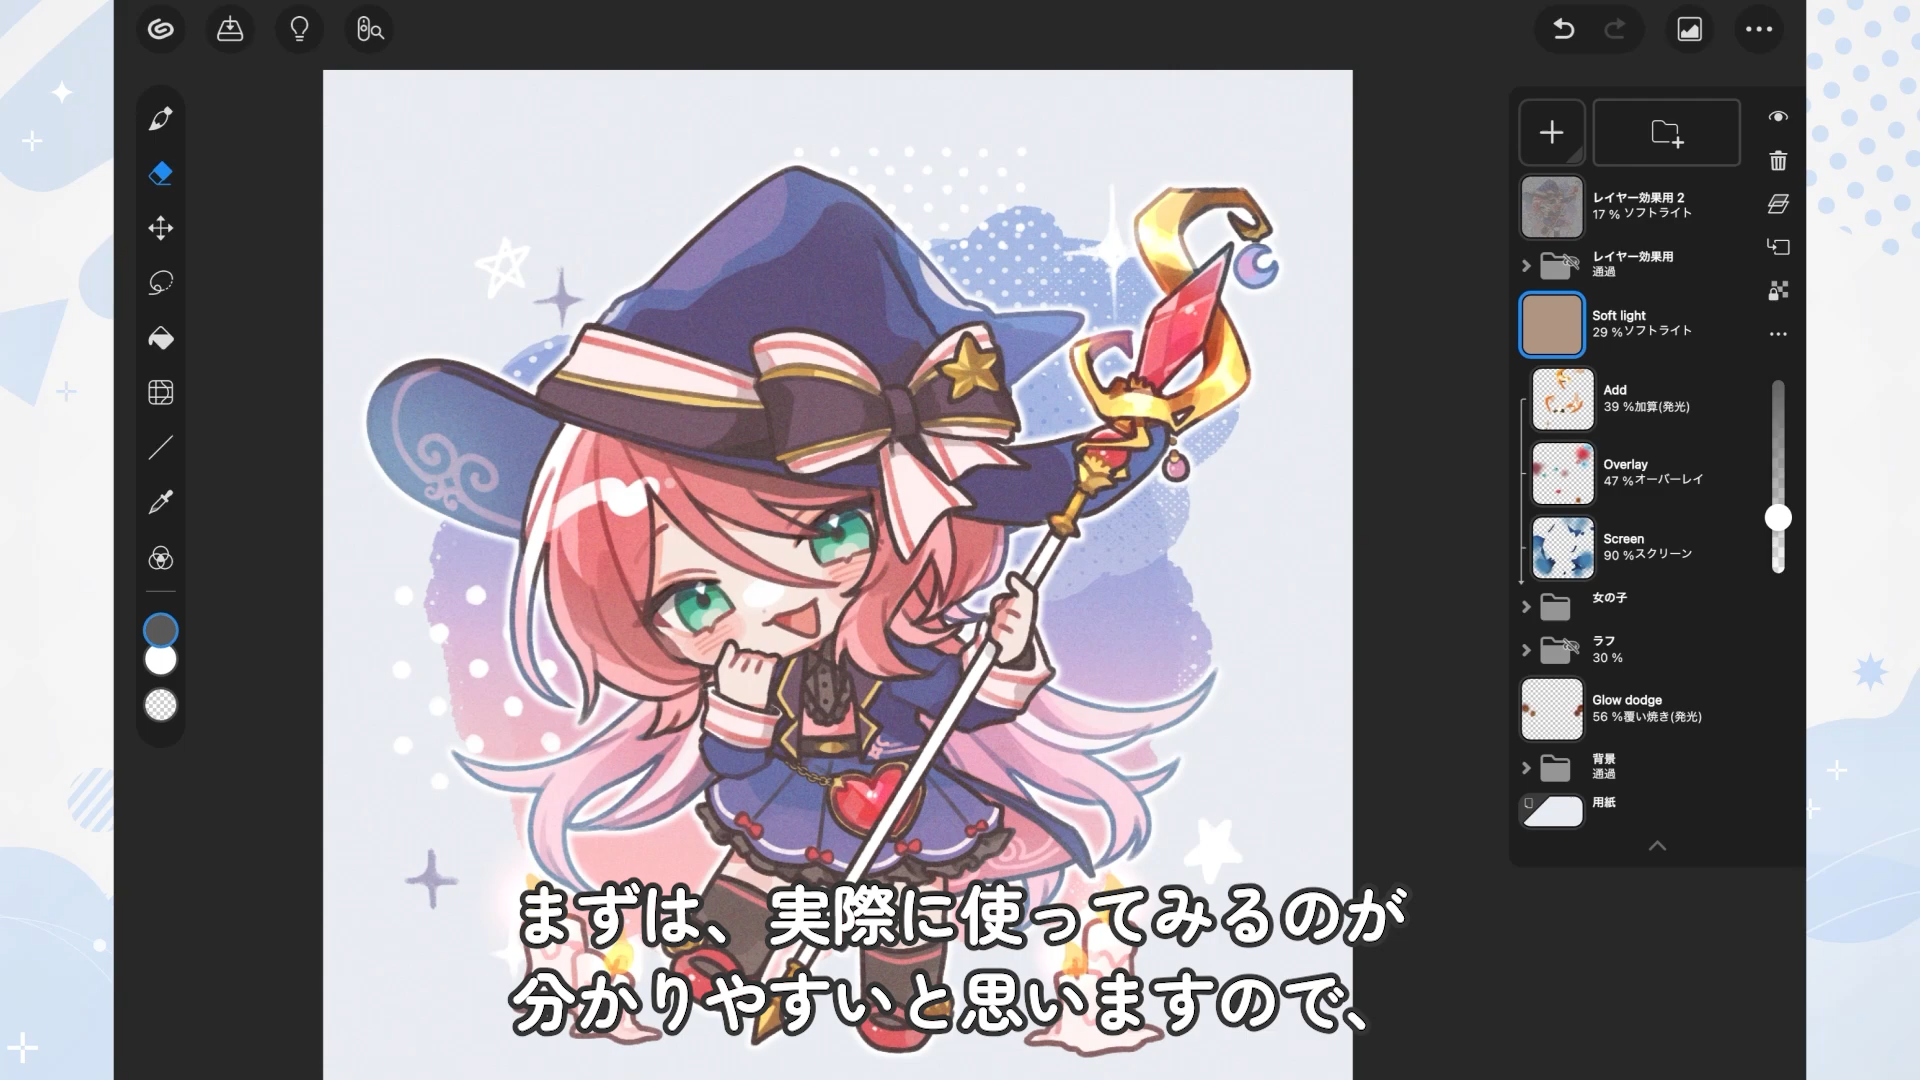 レイヤー効果用 2
17 % ソフトライト
レイヤー効果用
通過
Soft light
29 %ソフトライト
Add
39 %加算(発光)
Overlay
47 %オーバーレイ
Screen
90 %スクリーン
女の子
ラフ
30 %
Glow dodge
56 %覆い焼き(発光)
背景
通過
用紙
まずは、実際に使ってみるのが
分かりやすいと思いますので、